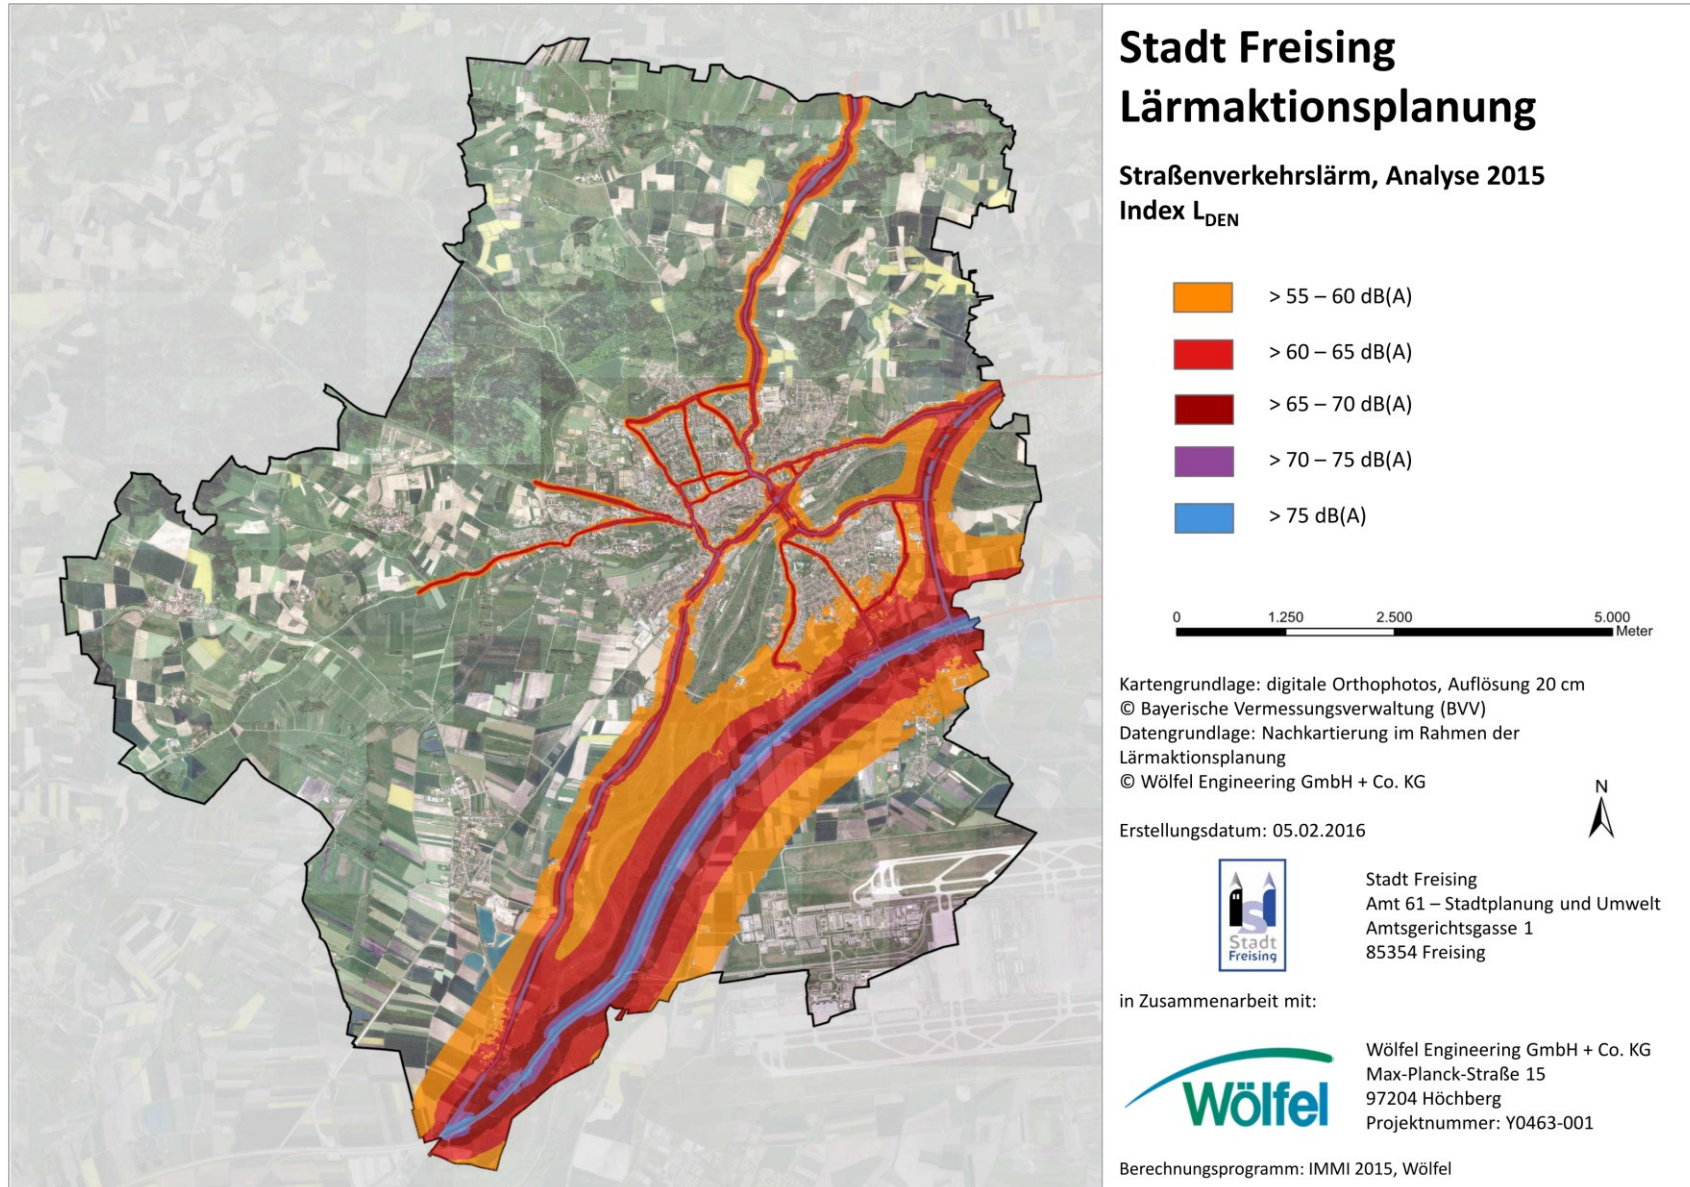 Stadt Freising
Lärmaktionsplanung
Straßenverkehrslärm, Analyse 2015
Index LDEN
> 55 – 60 dB(A)
> 60 – 65 dB(A)
> 65 – 70 dB(A)
> 70 – 75 dB(A)
> 75 dB(A)
0 1.250 2.500 5.000
Meter
Kartengrundlage: digitale Orthophotos, Auflösung 20 cm
© Bayerische Vermessungsverwaltung (BVV)
Datengrundlage: Nachkartierung im Rahmen der
Lärmaktionsplanung
© Wölfel Engineering GmbH + Co. KG
N
Erstellungsdatum: 05.02.2016
Stadt
Freising
Stadt Freising
Amt 61 – Stadtplanung und Umwelt
Amtsgerichtsgasse 1
85354 Freising
in Zusammenarbeit mit:
Wölfel
Wölfel Engineering GmbH + Co. KG
Max-Planck-Straße 15
97204 Höchberg
Projektnummer: Y0463-001
Berechnungsprogramm: IMMI 2015, Wölfel